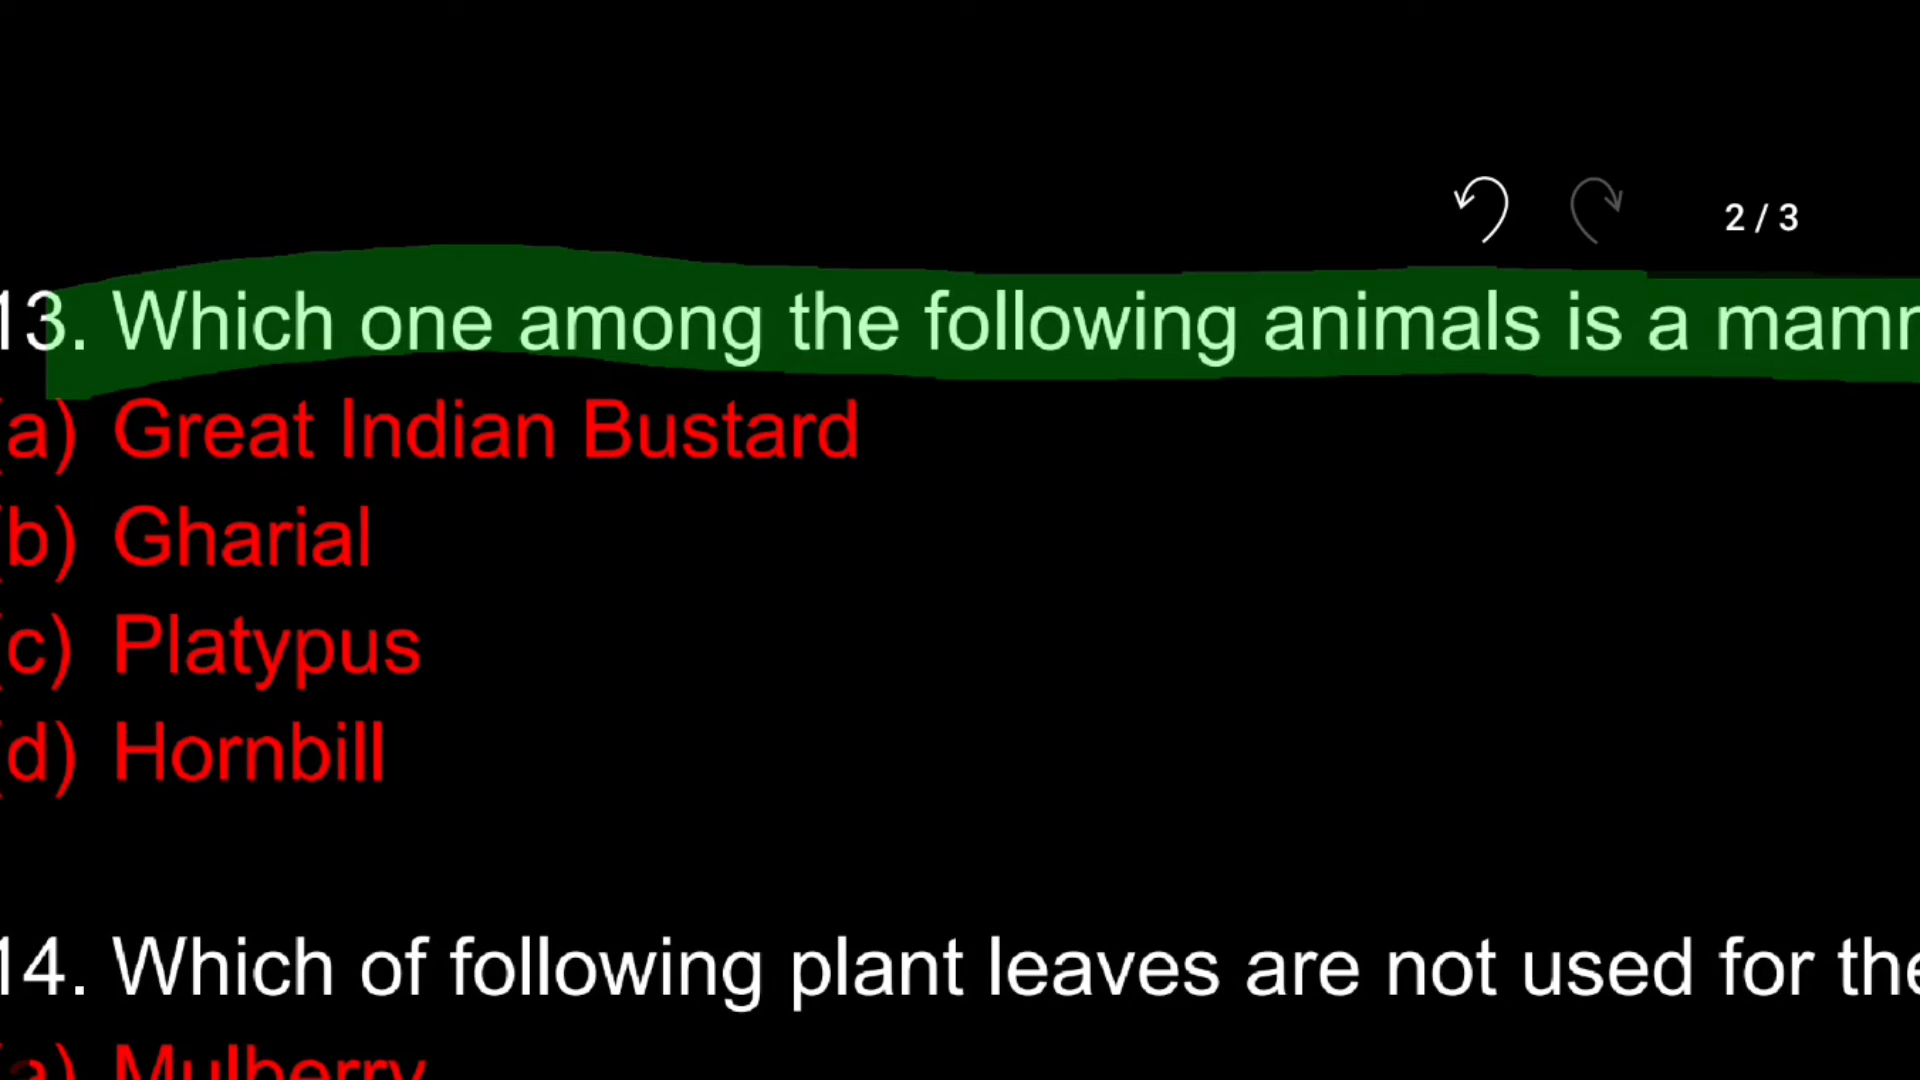 2 / 3
13. Which one among the following animals is a
(a) Great Indian Bustard
(b) Gharial
(c) Platypus
(d) Hornbill
14. Which of following plant leaves are not used for the
(a) Mulberry